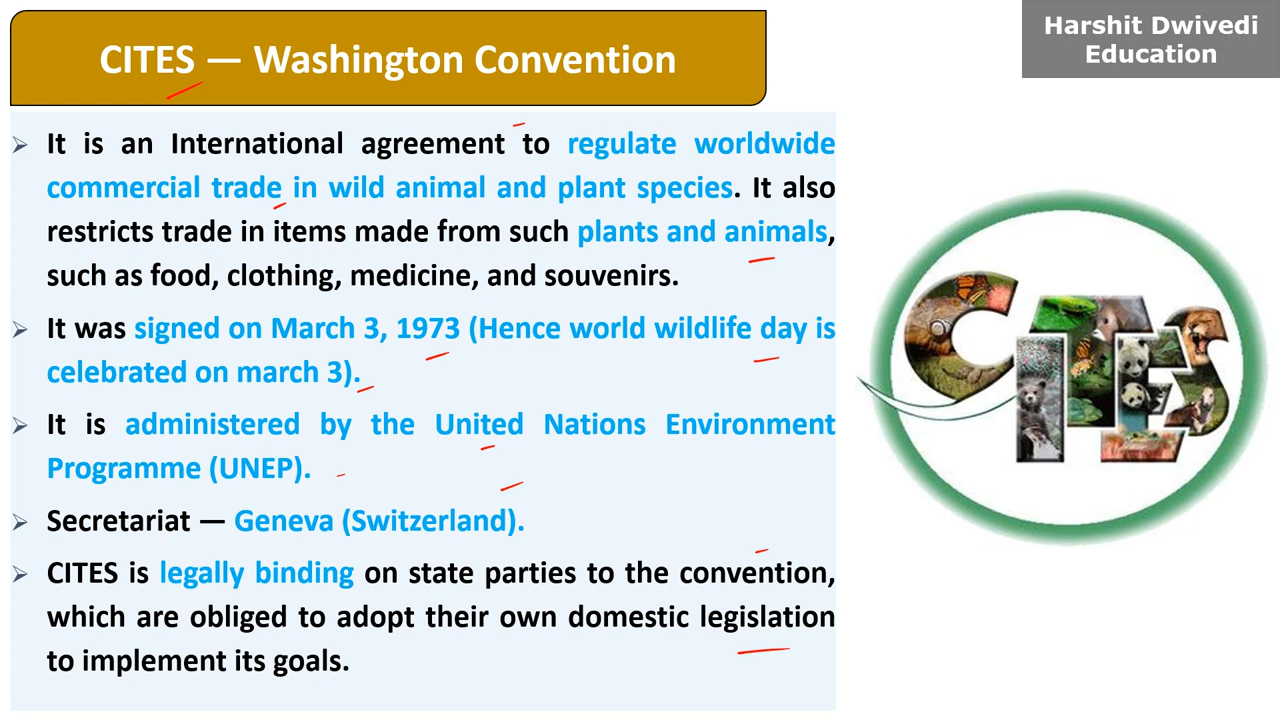 CITES — Washington Convention
Harshit Dwivedi
Education
➢ It is an International agreement to regulate worldwide
commercial trade in wild animal and plant species. It also
restricts trade in items made from such plants and animals,
such as food, clothing, medicine, and souvenirs.
➢ It was signed on March 3, 1973 (Hence world wildlife day is
celebrated on march 3).
➢ It is administered by the United Nations Environment
Programme (UNEP).
➢ Secretariat — Geneva (Switzerland).
➢ CITES is legally binding on state parties to the convention,
which are obliged to adopt their own domestic legislation
to implement its goals.
CITES